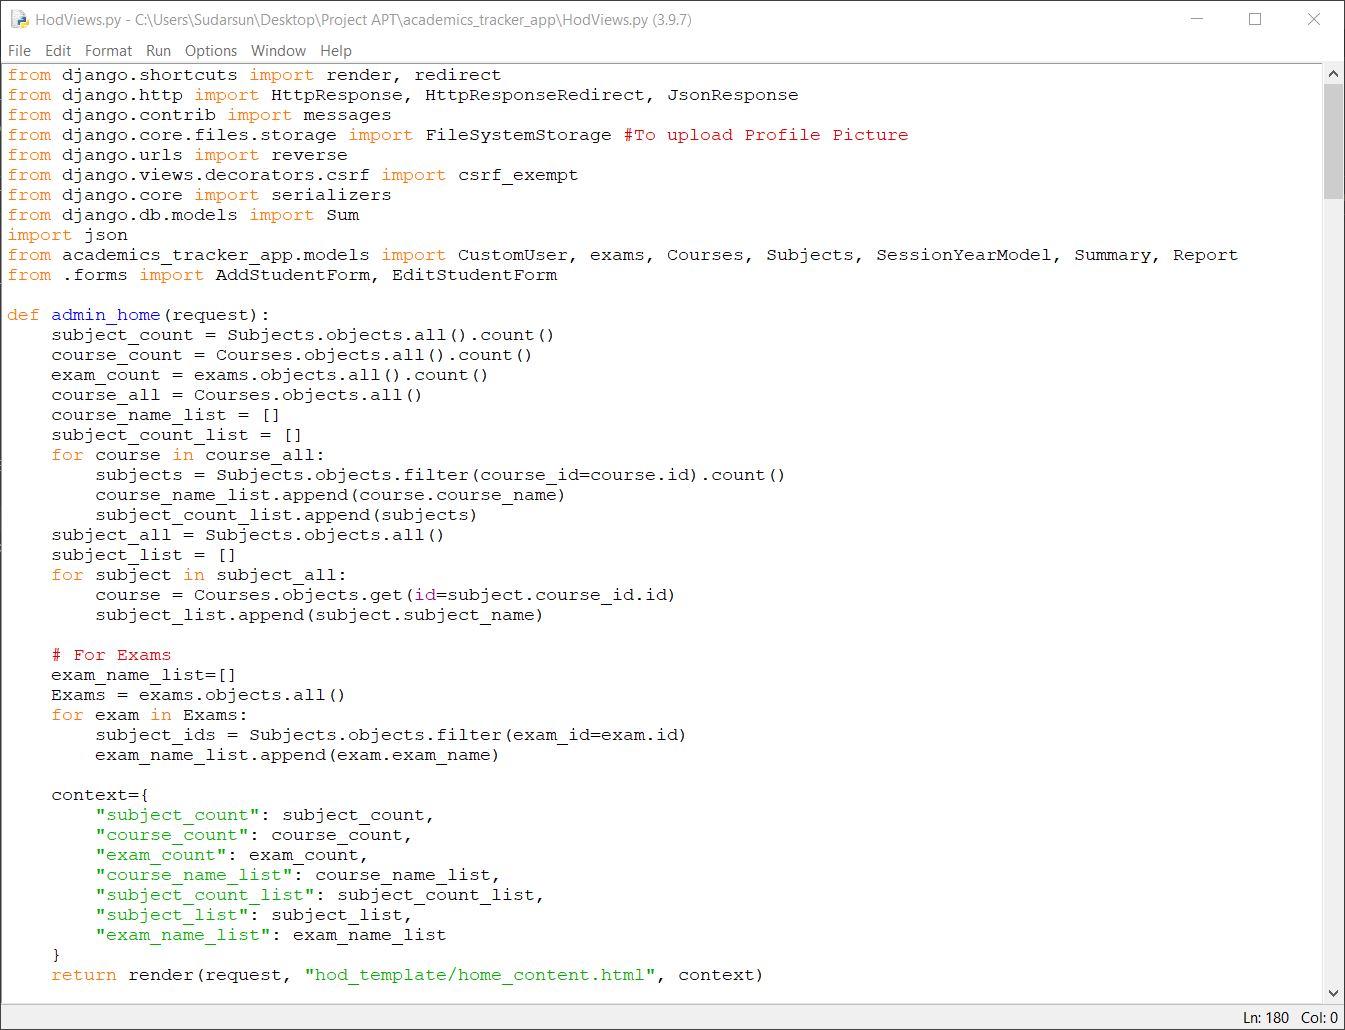 HodViews.py - C:\Users\Sudarsun\Desktop\Project APT\academics_tracker_app\HodViews.py (3.9.7)
File Edit Format Run Options Window Help
from django.shortcuts import render, redirect
from django.http import HttpResponse, HttpResponseRedirect, JsonResponse
from django.contrib import messages
from django.core.files.storage import FileSystemStorage #To upload Profile Picture
from django.urls import reverse
from django.views.decorators.csrf import csrf_exempt
from django.core import serializers
from django.db.models import Sum
import json
from academics_tracker_app.models import CustomUser, exams, Courses, Subjects, SessionYearModel, Summary, Report
from .forms import AddStudentForm, EditStudentForm

def admin_home(request):
    subject_count = Subjects.objects.all().count()
    course_count = Courses.objects.all().count()
    exam_count = exams.objects.all().count()
    course_all = Courses.objects.all()
    course_name_list = []
    subject_count_list = []
    for course in course_all:
        subjects = Subjects.objects.filter(course_id=course.id).count()
        course_name_list.append(course.course_name)
        subject_count_list.append(subjects)
    subject_all = Subjects.objects.all()
    subject_list = []
    for subject in subject_all:
        course = Courses.objects.get(id=subject.course_id.id)
        subject_list.append(subject.subject_name)

    # For Exams
    exam_name_list=[]
    Exams = exams.objects.all()
    for exam in Exams:
        subject_ids = Subjects.objects.filter(exam_id=exam.id)
        exam_name_list.append(exam.exam_name)

    context={
        "subject_count": subject_count,
        "course_count": course_count,
        "exam_count": exam_count,
        "course_name_list": course_name_list,
        "subject_count_list": subject_count_list,
        "subject_list": subject_list,
        "exam_name_list": exam_name_list
    }
    return render(request, "hod_template/home_content.html", context)
Ln: 180 Col: 0